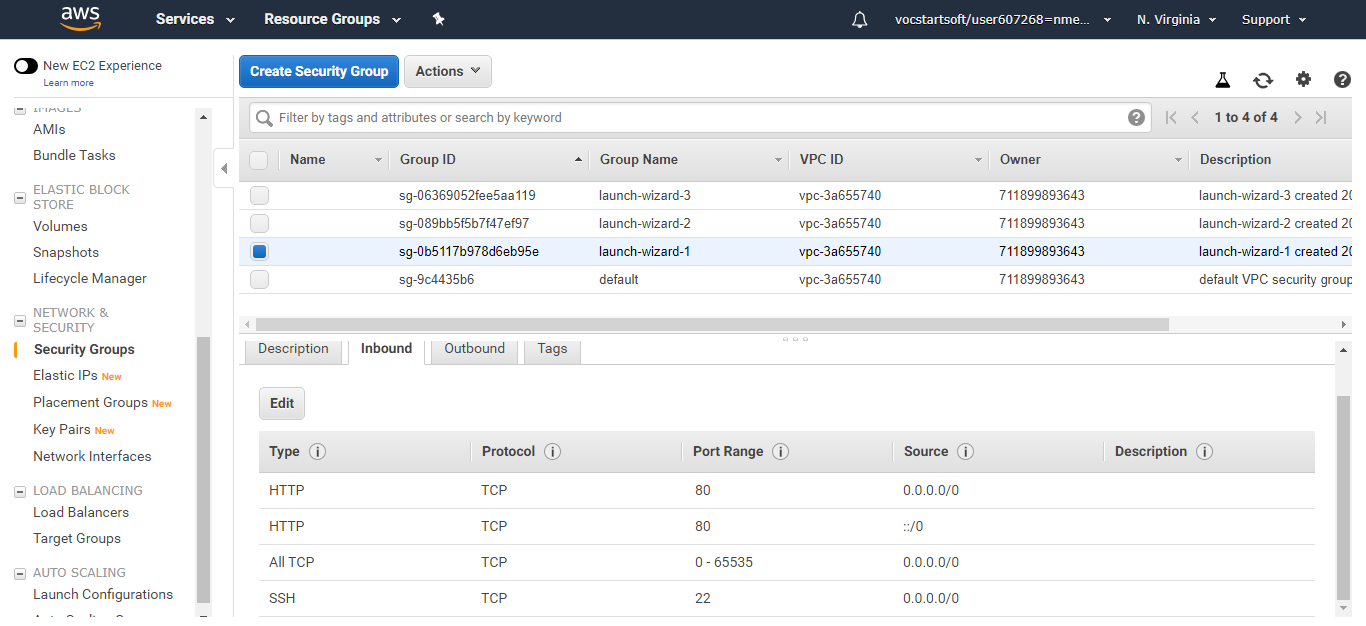 aws Services Resource Groups vocstartsoft/user607268=nme... N. Virginia Support
New EC2 Experience
Learn more
IMAGES
AMIs
Bundle Tasks
ELASTIC BLOCK
STORE
Volumes
Snapshots
Lifecycle Manager
NETWORK &
SECURITY
Security Groups
Elastic IPs New
Placement Groups New
Key Pairs New
Network Interfaces
LOAD BALANCING
Load Balancers
Target Groups
AUTO SCALING
Launch Configurations
Create Security Group Actions
Filter by tags and attributes or search by keyword 1 to 4 of 4
Name Group ID Group Name VPC ID Owner Description
sg-06369052fee5aa119 launch-wizard-3 vpc-3a655740 711899893643 launch-wizard-3 created 20
sg-089bb5f5b7f47ef97 launch-wizard-2 vpc-3a655740 711899893643 launch-wizard-2 created 20
sg-0b5117b978d6eb95e launch-wizard-1 vpc-3a655740 711899893643 launch-wizard-1 created 20
sg-9c4435b6 default vpc-3a655740 711899893643 default VPC security group
Description Inbound Outbound Tags
Edit
Type Protocol Port Range Source Description
HTTP TCP 80 0.0.0.0/0
HTTP TCP 80 ::/0
All TCP TCP 0 - 65535 0.0.0.0/0
SSH TCP 22 0.0.0.0/0